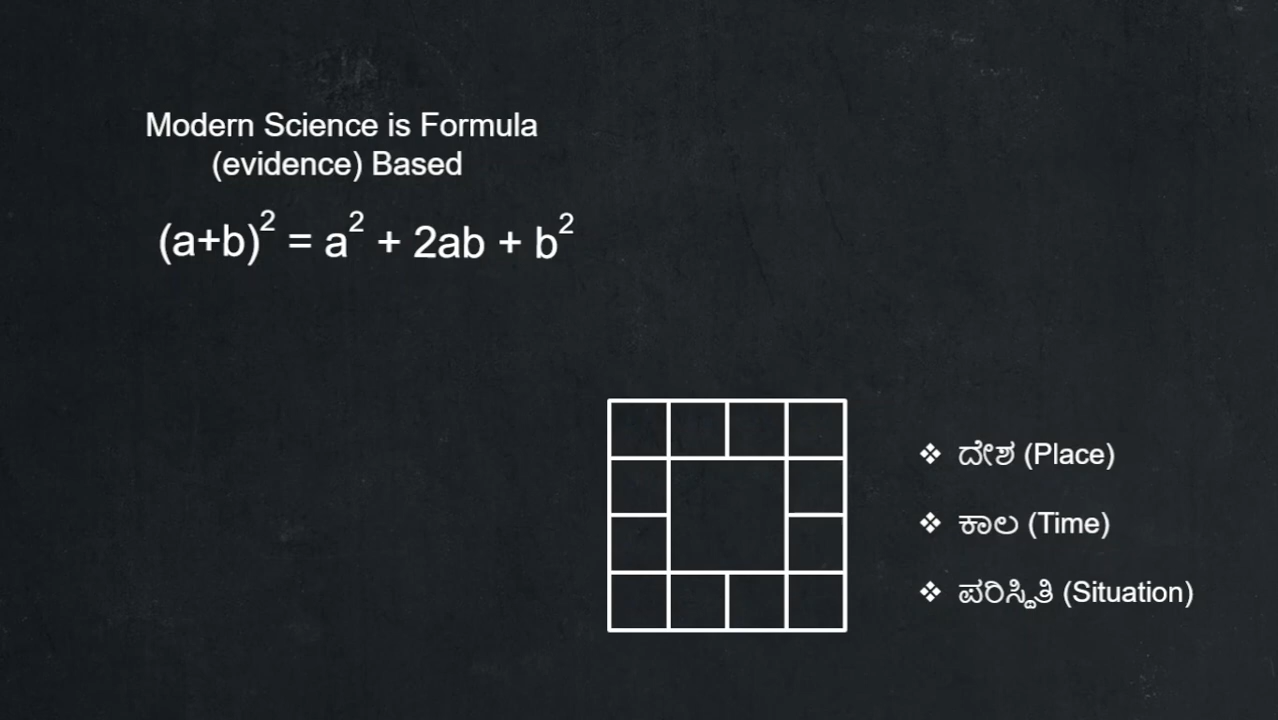 Modern Science is Formula
(evidence) Based
(a+b)² = a² + 2ab + b²
❖ ದೇಶ (Place)
❖ ಕಾಲ (Time)
❖ ಪರಿಸ್ಥಿತಿ (Situation)